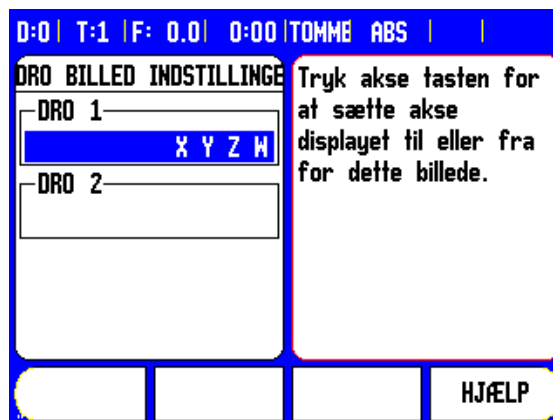 D:0 T:1 F: 0.0 0:00 TOMME ABS
DRO BILLED INDSTILLINGE
DRO 1
X Y Z W
DRO 2
Tryk akse tasten for
at sætte akse
displayet til eller fra
for dette billede.
HJÆLP